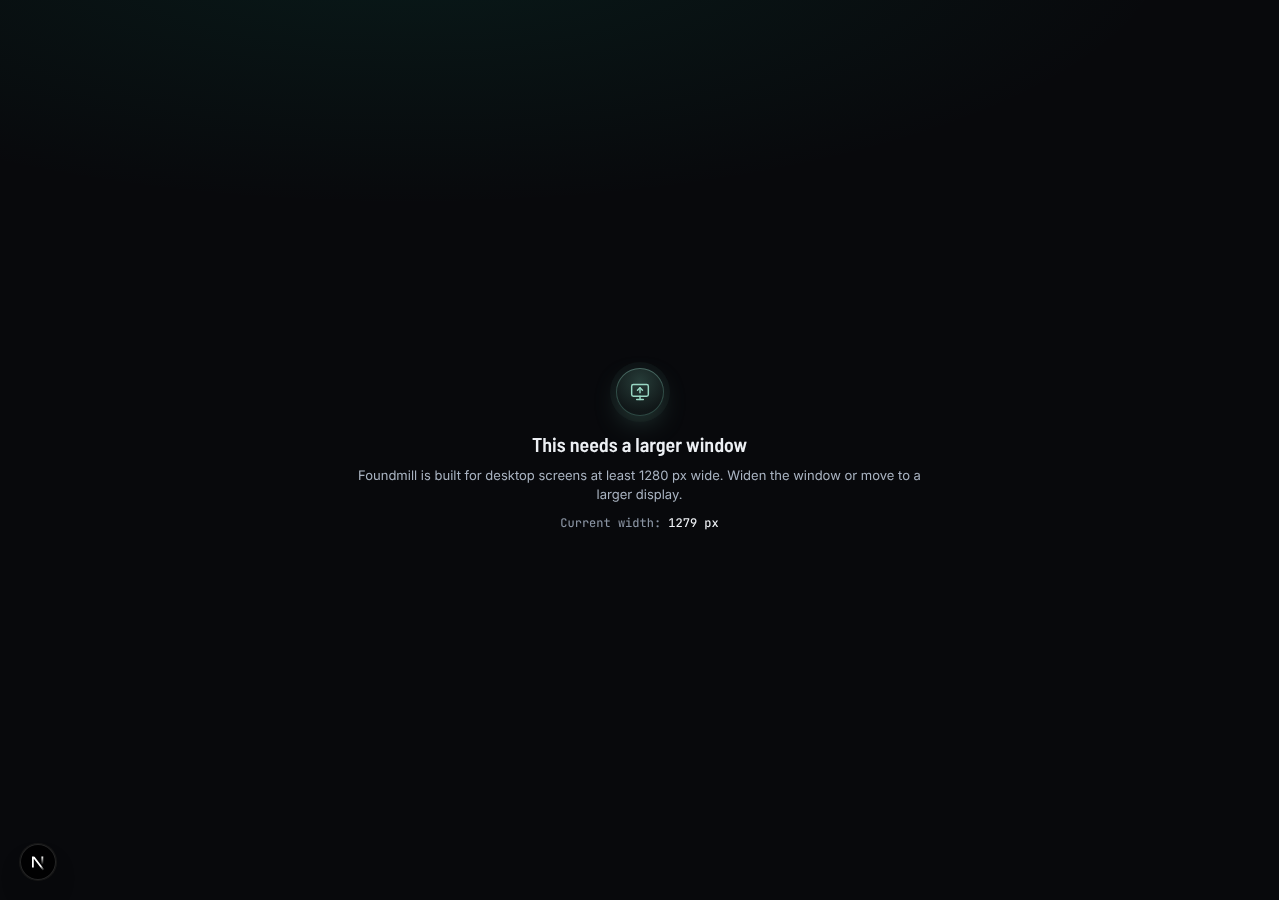 This needs a larger window
Foundmill is built for desktop screens at least 1280 px wide. Widen the window or move to a
larger display.
Current width: 1279 px
N